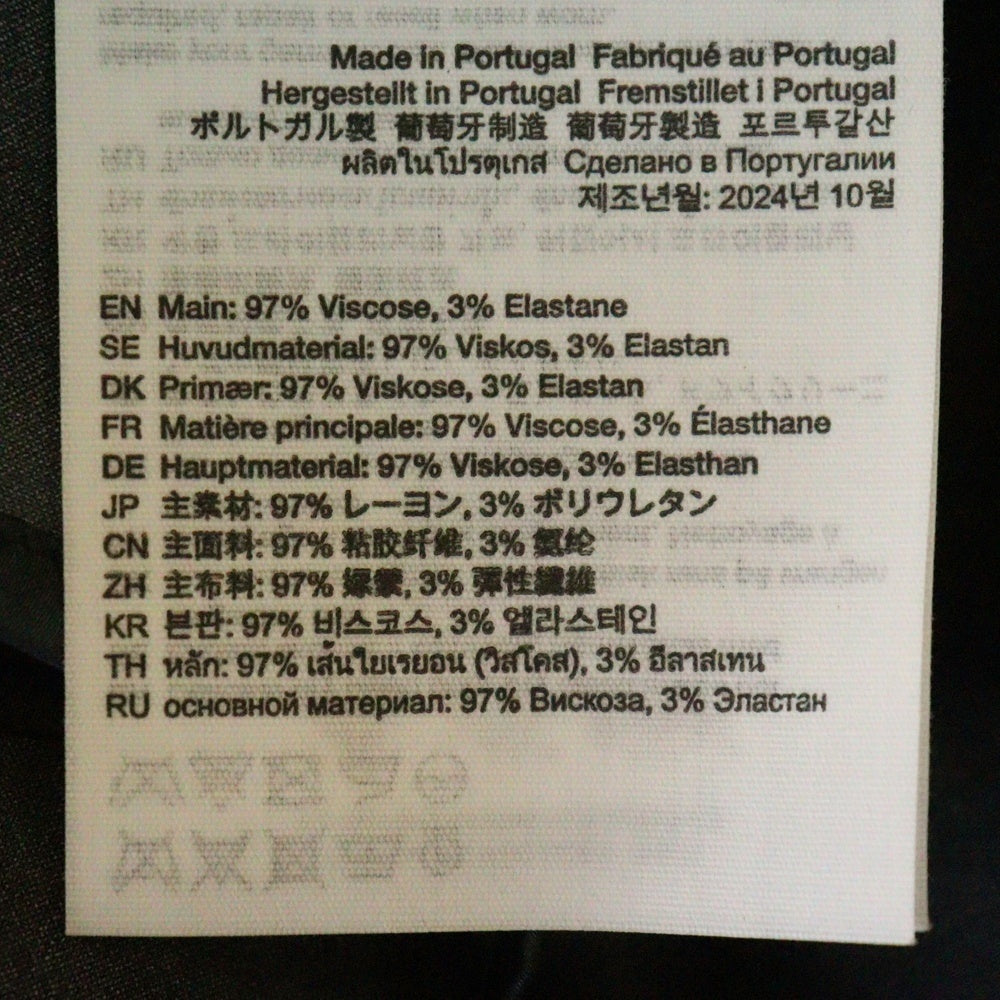 Made in Portugal Fabriqué au Portugal
Hergestellt in Portugal Fremstillet i Portugal
ポルトガル製 葡萄牙制造 葡萄牙製造 포르투갈산
ผลิตในโปรตุเกส Сделано в Португалии
제조년월: 2024년 10월
EN Main: 97% Viscose, 3% Elastane
SE Huvudmaterial: 97% Viskos, 3% Elastan
DK Primær: 97% Viskose, 3% Elastan
FR Matière principale: 97% Viscose, 3% Élasthane
DE Hauptmaterial: 97% Viskose, 3% Elasthan
JP 主素材: 97% レーヨン, 3% ポリウレタン
CN 主面料: 97% 粘胶纤维, 3% 氨纶
ZH 主布料: 97% 嫘縈, 3% 彈性纖維
KR 본판: 97% 비스코스, 3% 엘라스테인
TH หลัก: 97% เส้นใยเรยอน (วิสโคส), 3% อีลาสเทน
RU основной материал: 97% Вискоза, 3% Эластан